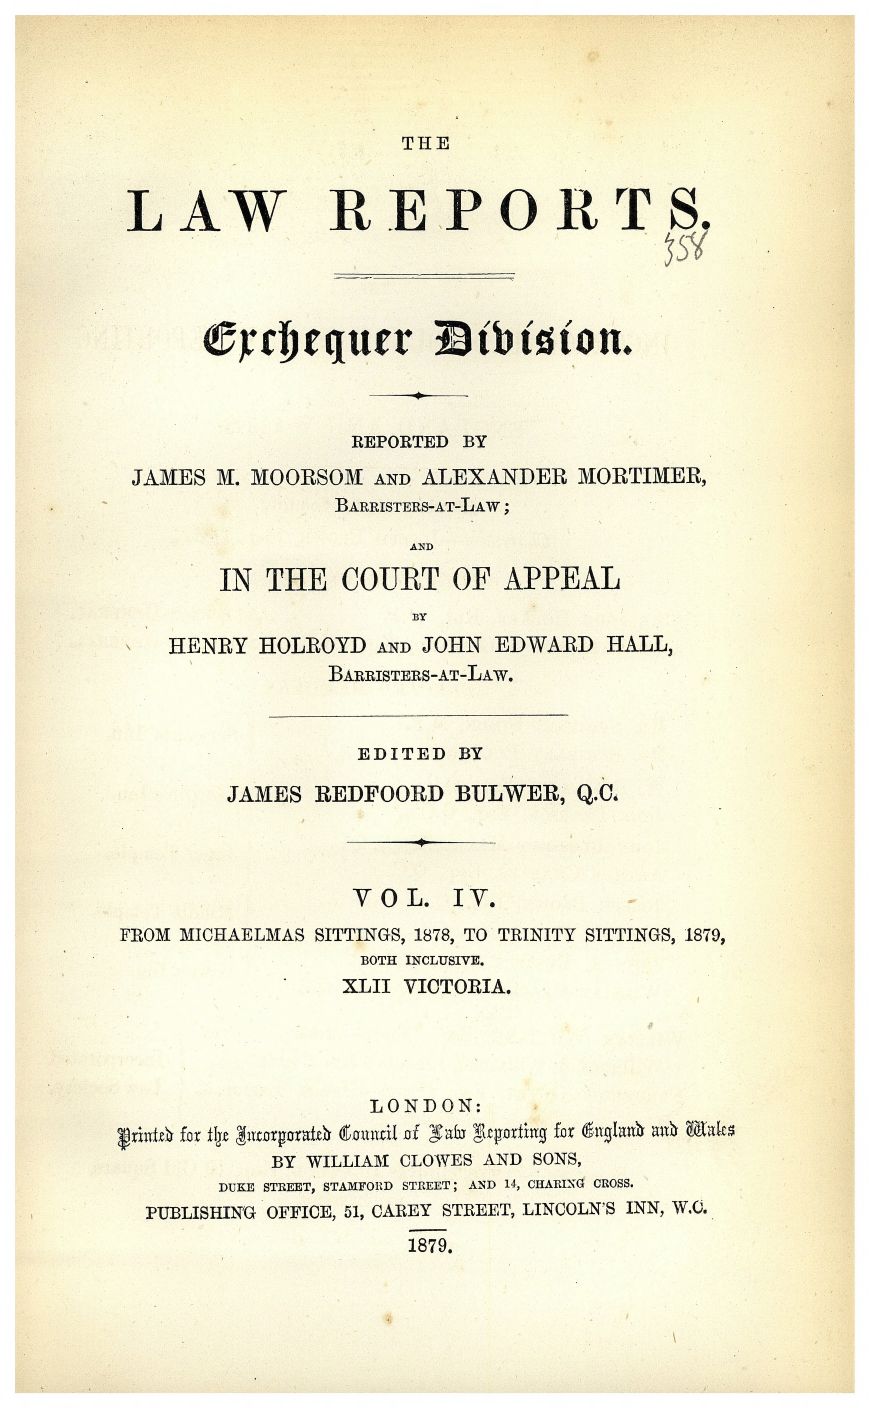 THE
LAW REPORTS.
358
Exchequer Division.
REPORTED BY
JAMES M. MOORSOM AND ALEXANDER MORTIMER,
BARRISTERS-AT-LAW;
AND
IN THE COURT OF APPEAL
BY
HENRY HOLROYD AND JOHN EDWARD HALL,
BARRISTERS-AT-LAW.
EDITED BY
JAMES REDFOORD BULWER, Q.C.
VOL. IV.
FROM MICHAELMAS SITTINGS, 1878, TO TRINITY SITTINGS, 1879,
BOTH INCLUSIVE.
XLII VICTORIA.
LONDON:
Printed for the Incorporated Council of Law Reporting for England and Wales
BY WILLIAM CLOWES AND SONS,
DUKE STREET, STAMFORD STREET; AND 14, CHARING CROSS.
PUBLISHING OFFICE, 51, CAREY STREET, LINCOLN'S INN, W.C.
1879.